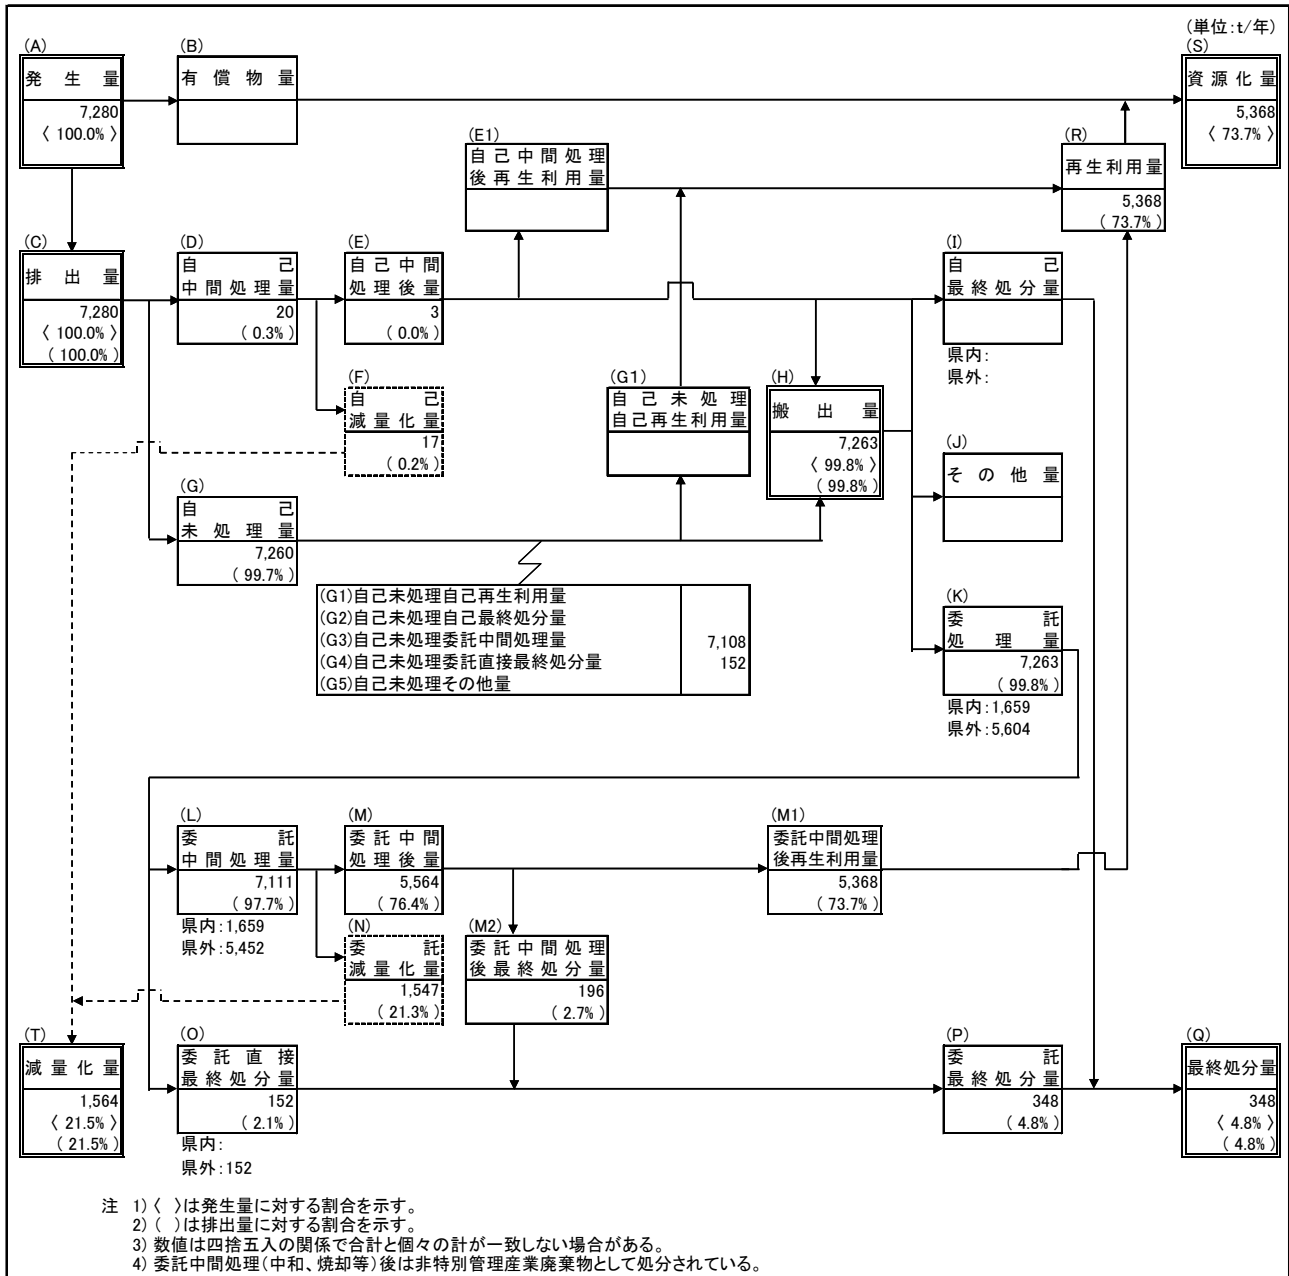 (単位:t/年)
(A)
発生量
7,280
〈 100.0% 〉
(B)
有償物量
(S)
資源化量
5,368
〈 73.7% 〉
(E1)
自己中間処理
後再生利用量
(R)
再生利用量
5,368
( 73.7% )
(C)
排出量
7,280
〈 100.0% 〉
( 100.0% )
(D)
自己
中間処理量
20
( 0.3% )
(E)
自己中間
処理後量
3
( 0.0% )
(I)
自己
最終処分量
県内:
県外:
(F)
自己
減量化量
17
( 0.2% )
(G1)
自己未処理
自己再生利用量
(H)
搬出量
7,263
〈 99.8% 〉
( 99.8% )
(J)
その他量
(G)
自己
未処理量
7,260
( 99.7% )
(G1)自己未処理自己再生利用量
(G2)自己未処理自己最終処分量
(G3)自己未処理委託中間処理量 7,108
(G4)自己未処理委託直接最終処分量 152
(G5)自己未処理その他量
(K)
委託
処理量
7,263
( 99.8% )
県内:1,659
県外:5,604
(L)
委託
中間処理量
7,111
( 97.7% )
県内:1,659
県外:5,452
(M)
委託中間
処理後量
5,564
( 76.4% )
(M1)
委託中間処理
後再生利用量
5,368
( 73.7% )
(N)
委託
減量化量
1,547
( 21.3% )
(M2)
委託中間処理
後最終処分量
196
( 2.7% )
(T)
減量化量
1,564
〈 21.5% 〉
( 21.5% )
(O)
委託直接
最終処分量
152
( 2.1% )
県内:
県外:152
(P)
委託
最終処分量
348
( 4.8% )
(Q)
最終処分量
348
〈 4.8% 〉
( 4.8% )
注 1)〈 〉は発生量に対する割合を示す。
2)( )は排出量に対する割合を示す。
3) 数値は四捨五入の関係で合計と個々の計が一致しない場合がある。
4) 委託中間処理(中和、焼却等)後は非特別管理産業廃棄物として処分されている。